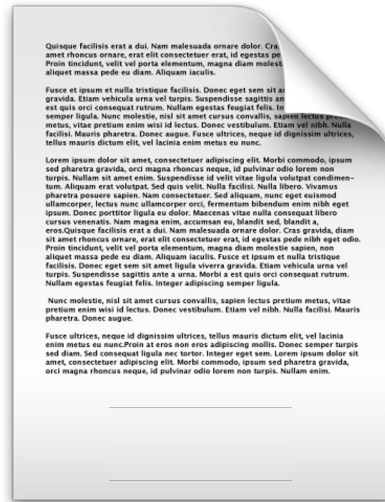 Quisque facilisis erat a dui. Nam malesuada ornare dolor. Cra
amet rhoncus ornare, erat elit consectetuer erat, id egestas pe
Proin tincidunt, velit vel porta elementum, magna diam molest
aliquet massa pede eu diam. Aliquam iaculis.
Fusce et ipsum et nulla tristique facilisis. Donec eget sem sit a
gravida. Etiam vehicula urna vel turpis. Suspendisse sagittis an
est quis orci consequat rutrum. Nullam egestas feugiat felis. In
semper ligula. Nunc molestie, nisl sit amet cursus convallis, sapien lectus
metus, vitae pretium enim wisi id lectus. Donec vestibulum. Etiam vel nibh. Nulla
facilisi. Mauris pharetra. Donec augue. Fusce ultrices, neque id dignissim ultrices,
tellus mauris dictum elit, vel lacinia enim metus eu nunc.
Lorem ipsum dolor sit amet, consectetuer adipiscing elit. Morbi commodo, ipsum
sed pharetra gravida, orci magna rhoncus neque, id pulvinar odio lorem non
turpis. Nullam sit amet enim. Suspendisse id velit vitae ligula volutpat condimen-
tum. Aliquam erat volutpat. Sed quis velit. Nulla facilisi. Nulla libero. Vivamus
pharetra posuere sapien. Nam consectetuer. Sed aliquam, nunc eget euismod
ullamcorper, lectus nunc ullamcorper orci, fermentum bibendum enim nibh eget
ipsum. Donec porttitor ligula eu dolor. Maecenas vitae nulla consequat libero
cursus venenatis. Nam magna enim, accumsan eu, blandit sed, blandit a,
eros.Quisque facilisis erat a dui. Nam malesuada ornare dolor. Cras gravida, diam
sit amet rhoncus ornare, erat elit consectetuer erat, id egestas pede nibh eget odio.
Proin tincidunt, velit vel porta elementum, magna diam molestie sapien, non
aliquet massa pede eu diam. Aliquam iaculis. Fusce et ipsum et nulla tristique
facilisis. Donec eget sem sit amet ligula viverra gravida. Etiam vehicula urna vel
turpis. Suspendisse sagittis ante a urna. Morbi a est quis orci consequat rutrum.
Nullam egestas feugiat felis. Integer adipiscing semper ligula.
Nunc molestie, nisl sit amet cursus convallis, sapien lectus pretium metus, vitae
pretium enim wisi id lectus. Donec vestibulum. Etiam vel nibh. Nulla facilisi. Mauris
pharetra. Donec augue.
Fusce ultrices, neque id dignissim ultrices, tellus mauris dictum elit, vel lacinia
enim metus eu nunc.Proin at eros non eros adipiscing mollis. Donec semper turpis
sed diam. Sed consequat ligula nec tortor. Integer eget sem. Lorem ipsum dolor sit
amet, consectetuer adipiscing elit. Morbi commodo, ipsum sed pharetra gravida,
orci magna rhoncus neque, id pulvinar odio lorem non turpis. Nullam enim.